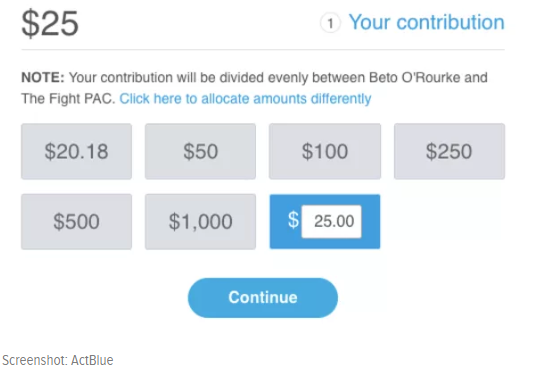 $25
1 Your contribution
NOTE: Your contribution will be divided evenly between Beto O'Rourke and
The Fight PAC. Click here to allocate amounts differently
$20.18
$50
$100
$250
$500
$1,000
$ 25.00
Continue
Screenshot: ActBlue